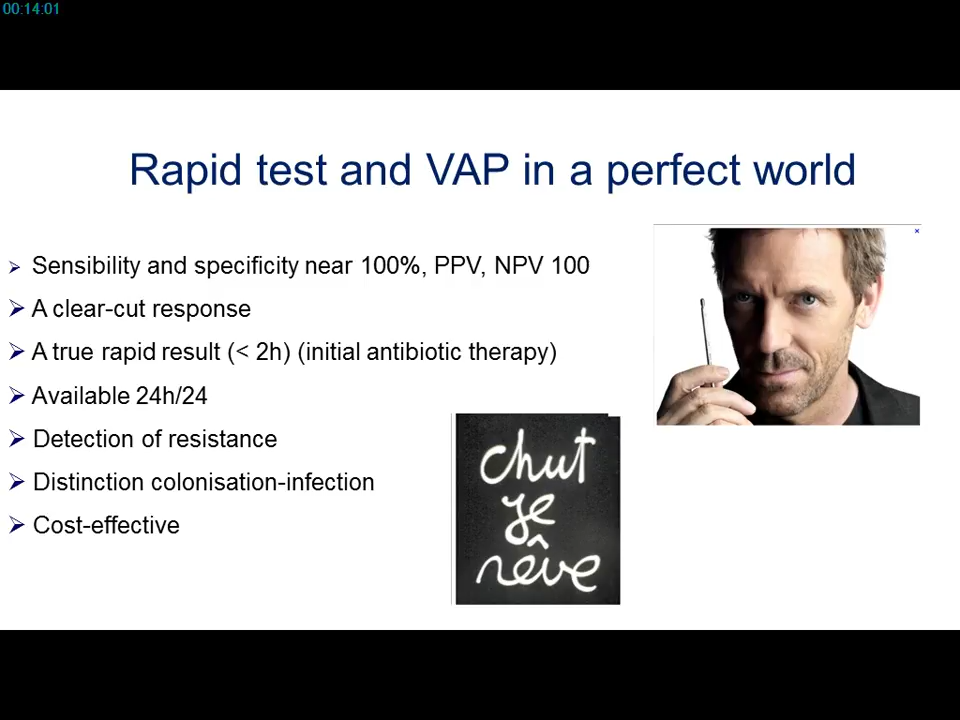 00:14:01
Rapid test and VAP in a perfect world
Sensibility and specificity near 100%, PPV, NPV 100
A clear-cut response
A true rapid result (< 2h) (initial antibiotic therapy)
Available 24h/24
Detection of resistance
Distinction colonisation-infection
Cost-effective
chut
je
rêve